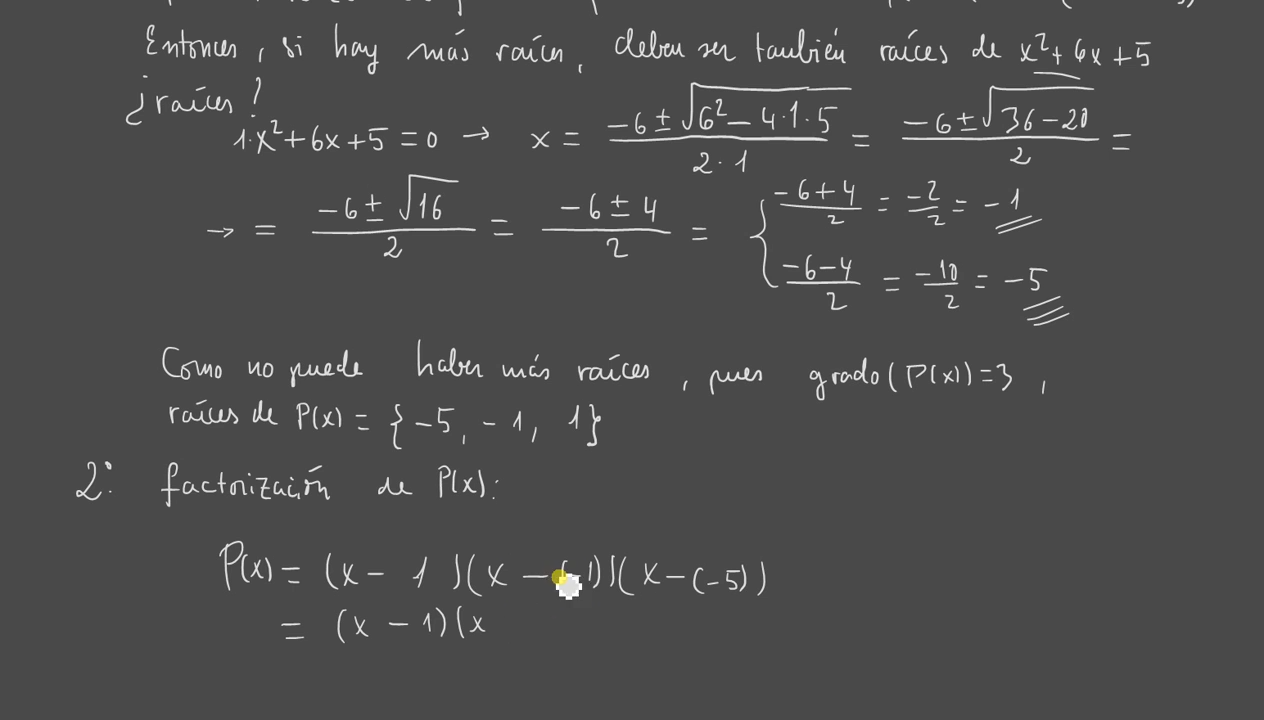 Entonces, si hay más raíces, deben ser también raíces de x²+6x+5
¿raíces?
1·x²+6x+5=0 → x = (-6±√(6²-4·1·5))/(2·1) = (-6±√(36-20))/2 =
→ = (-6±√16)/2 = (-6±4)/2 = { (-6+4)/2 = -2/2 = -1
(-6-4)/2 = -10/2 = -5
Como no puede haber más raíces, pues grado(P(x))=3,
raíces de P(x) = {-5, -1, 1}
2º factorización de P(x):
P(x) = (x-1)(x-(-1))(x-(-5))
= (x-1)(x